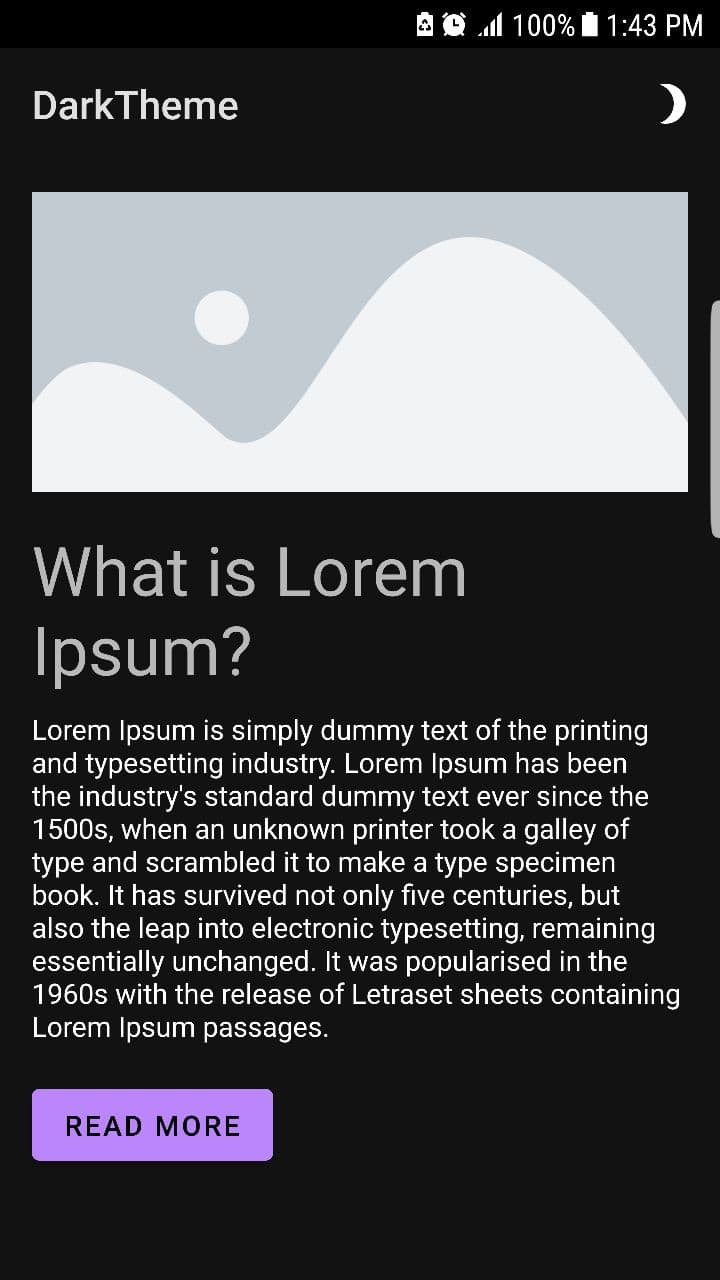 100% 1:43 PM
DarkTheme
What is Lorem
Ipsum?
Lorem Ipsum is simply dummy text of the printing
and typesetting industry. Lorem Ipsum has been
the industry's standard dummy text ever since the
1500s, when an unknown printer took a galley of
type and scrambled it to make a type specimen
book. It has survived not only five centuries, but
also the leap into electronic typesetting, remaining
essentially unchanged. It was popularised in the
1960s with the release of Letraset sheets containing
Lorem Ipsum passages.
READ MORE